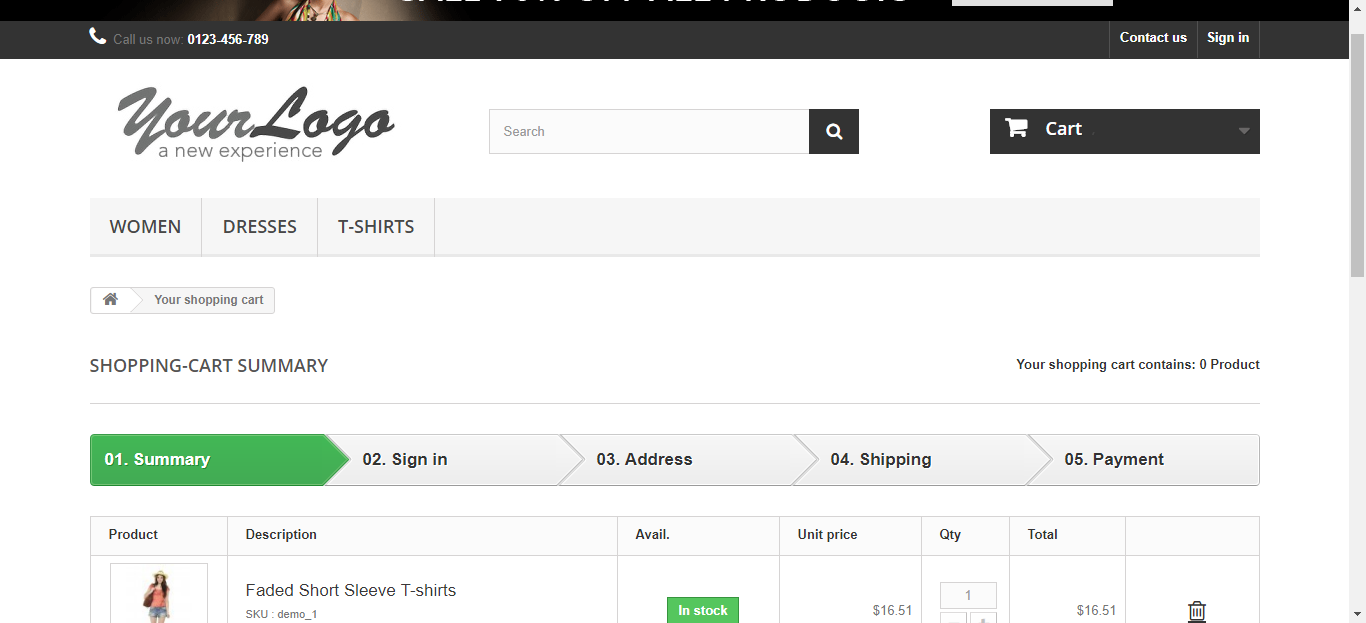 Call us now: 0123-456-789
Contact us
Sign in
Your Logo
a new experience
Search
Cart
WOMEN
DRESSES
T-SHIRTS
Your shopping cart
SHOPPING-CART SUMMARY
Your shopping cart contains: 0 Product
01. Summary
02. Sign in
03. Address
04. Shipping
05. Payment
Product
Description
Avail.
Unit price
Qty
Total
Faded Short Sleeve T-shirts
SKU : demo_1
In stock
$16.51
1
$16.51